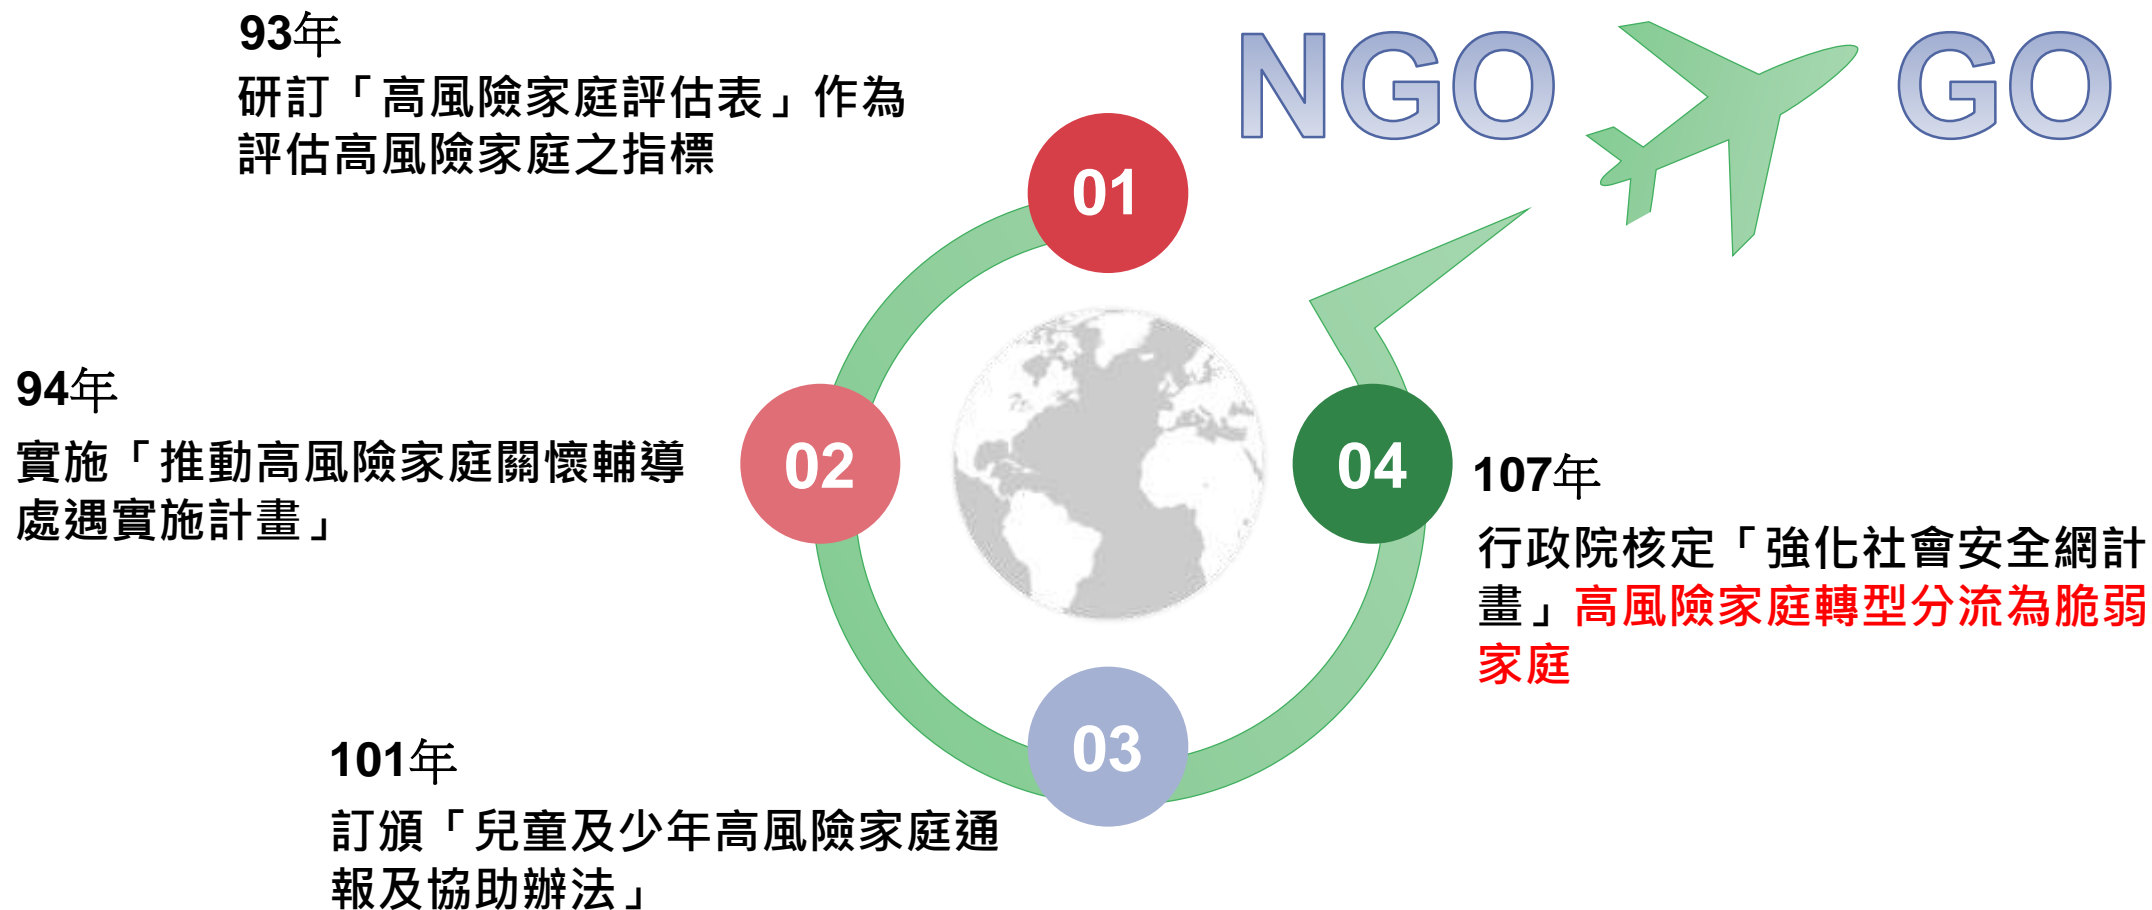 93年
研訂「高風險家庭評估表」作為
評估高風險家庭之指標
NGO GO
01
94年
實施「推動高風險家庭關懷輔導
處遇實施計畫」
02
04
107年
行政院核定「強化社會安全網計
畫」高風險家庭轉型分流為脆弱
家庭
03
101年
訂頒「兒童及少年高風險家庭通
報及協助辦法」